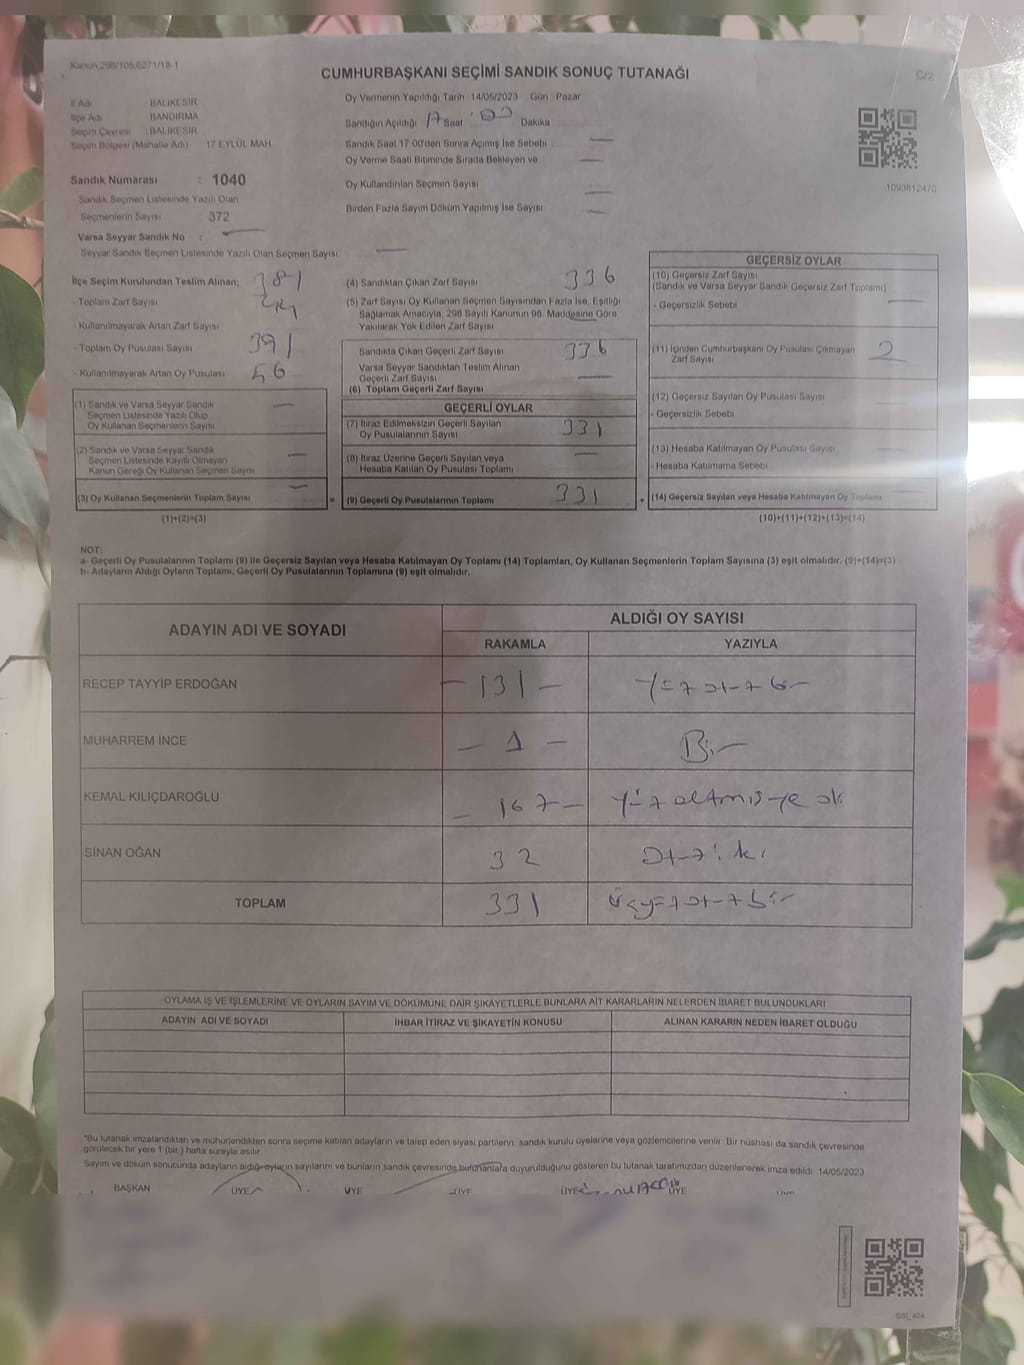 Kanun 298/105,6271/18-1
CUMHURBAŞKANI SEÇİMİ SANDIK SONUÇ TUTANAĞI
C/2
İl Adı BALIKESİR
İlçe Adı BANDIRMA
Seçim Çevresi : BALIKESİR
Seçim Bölgesi (Mahalle Adı) 17 EYLÜL MAH
Sandık Numarası : 1040
- Sandık Seçmen Listesinde Yazılı Olan
Seçmenlerin Sayısı 372
Varsa Seyyar Sandık No :
- Seyyar Sandık Seçmen Listesinde Yazılı Olan Seçmen Sayısı:
Oy Vermenin Yapıldığı Tarih 14/05/2023 Gün Pazar
Sandığın Açıldığı 17 Saat Dakika
Sandık Saat 17.00'den Sonra Açımış İse Sebebi
Oy Verme Saati Bitiminde Sırada Bekleyen ve
Oy Kullandırılan Seçmen Sayısı
Birden Fazla Sayım Döküm Yapılmış İse Sayısı
1093812470
İlçe Seçim Kurulundan Teslim Alınan;
- Toplam Zarf Sayısı 381
- Kullanılmayarak Artan Zarf Sayısı
- Toplam Oy Pusulası Sayısı 391
- Kullanılmayarak Artan Oy Pusulası 56
(1) Sandık ve Varsa Seyyar Sandık
Seçmen Listesinde Yazılı Olup
Oy Kullanan Seçmenlerin Sayısı
(2) Sandık ve Varsa Seyyar Sandık
Seçmen Listesinde Kayıtlı Olmayan
Kanun Gereği Oy Kullanan Seçmen Sayısı
(3) Oy Kullanan Seçmenlerin Toplam Sayısı
(1)+(2)=(3)
(4) Sandıktan Çıkan Zarf Sayısı 336
(5) Zarf Sayısı Oy Kullanan Seçmen Sayısından Fazla İse, Eşitliği
Sağlamak Amacıyla, 298 Sayılı Kanunun 98. Maddesine Göre
Yakılarak Yok Edilen Zarf Sayısı
Sandıkta Çıkan Geçerli Zarf Sayısı 336
Varsa Seyyar Sandıktan Teslim Alınan
Geçerli Zarf Sayısı
(6) Toplam Geçerli Zarf Sayısı
GEÇERLİ OYLAR
(7) İtiraz Edilmeksizin Geçerli Sayılan
Oy Pusulalarının Sayısı 331
(8) İtiraz Üzerine Geçerli Sayılan veya
Hesaba Katılan Oy Pusulası Toplamı
= (9) Geçerli Oy Pusulalarının Toplamı 331 +
GEÇERSİZ OYLAR
(10) Geçersiz Zarf Sayısı
(Sandık ve Varsa Seyyar Sandık Geçersiz Zarf Toplamı)
- Geçersizlik Sebebi
(11) İçinden Cumhurbaşkanı Oy Pusulası Çıkmayan
Zarf Sayısı 2
(12) Geçersiz Sayılan Oy Pusulası Sayısı
- Geçersizlik Sebebi
(13) Hesaba Katılmayan Oy Pusulası Sayısı
- Hesaba Katılmama Sebebi
(14) Geçersiz Sayılan veya Hesaba Katılmayan Oy Toplamı
(10)+(11)+(12)+(13)=(14)
NOT:
a- Geçerli Oy Pusulalarının Toplamı (9) ile Geçersiz Sayılan veya Hesaba Katılmayan Oy Toplamı (14) Toplamları, Oy Kullanan Seçmenlerin Toplam Sayısına (3) eşit olmalıdır. (9)+(14)=(3)
b- Adayların Aldığı Oyların Toplamı, Geçerli Oy Pusulalarının Toplamına (9) eşit olmalıdır.
ADAYIN ADI VE SOYADI ALDIĞI OY SAYISI
RAKAMLA YAZIYLA
RECEP TAYYİP ERDOĞAN - 131 - Yüz otuz bir
MUHARREM İNCE - 1 - Bir
KEMAL KILIÇDAROĞLU - 167 - Yüz altmış yedi
SİNAN OĞAN 32 Otuz iki
TOPLAM 331 Üçyüz otuz bir
OYLAMA İŞ VE İŞLEMLERİNE VE OYLARIN SAYIM VE DÖKÜMÜNE DAİR ŞİKAYETLERLE BUNLARA AİT KARARLARIN NELERDEN İBARET BULUNDUKLARI
ADAYIN ADI VE SOYADI İHBAR İTİRAZ VE ŞİKAYETİN KONUSU ALINAN KARARIN NEDEN İBARET OLDUĞU
*Bu tutanak imzalandıktan ve mühürlendikten sonra seçime katılan adayların ve talep eden siyasi partilerin sandık kurulu üyelerine veya gözlemcilerine verilir. Bir nüshası da sandık çevresinde
görülecek bir yere 1 (bir) hafta süreyle asılır.
Sayım ve döküm sonucunda adayların aldığı oyların sayılarını ve bunların sandık çevresinde bulunanlara duyurulduğunu gösteren bu tutanak tarafımızdan düzenlenerek imza edildi. 14/05/2023
BAŞKAN ÜYE ÜYE ÜYE ÜYE ÜYE